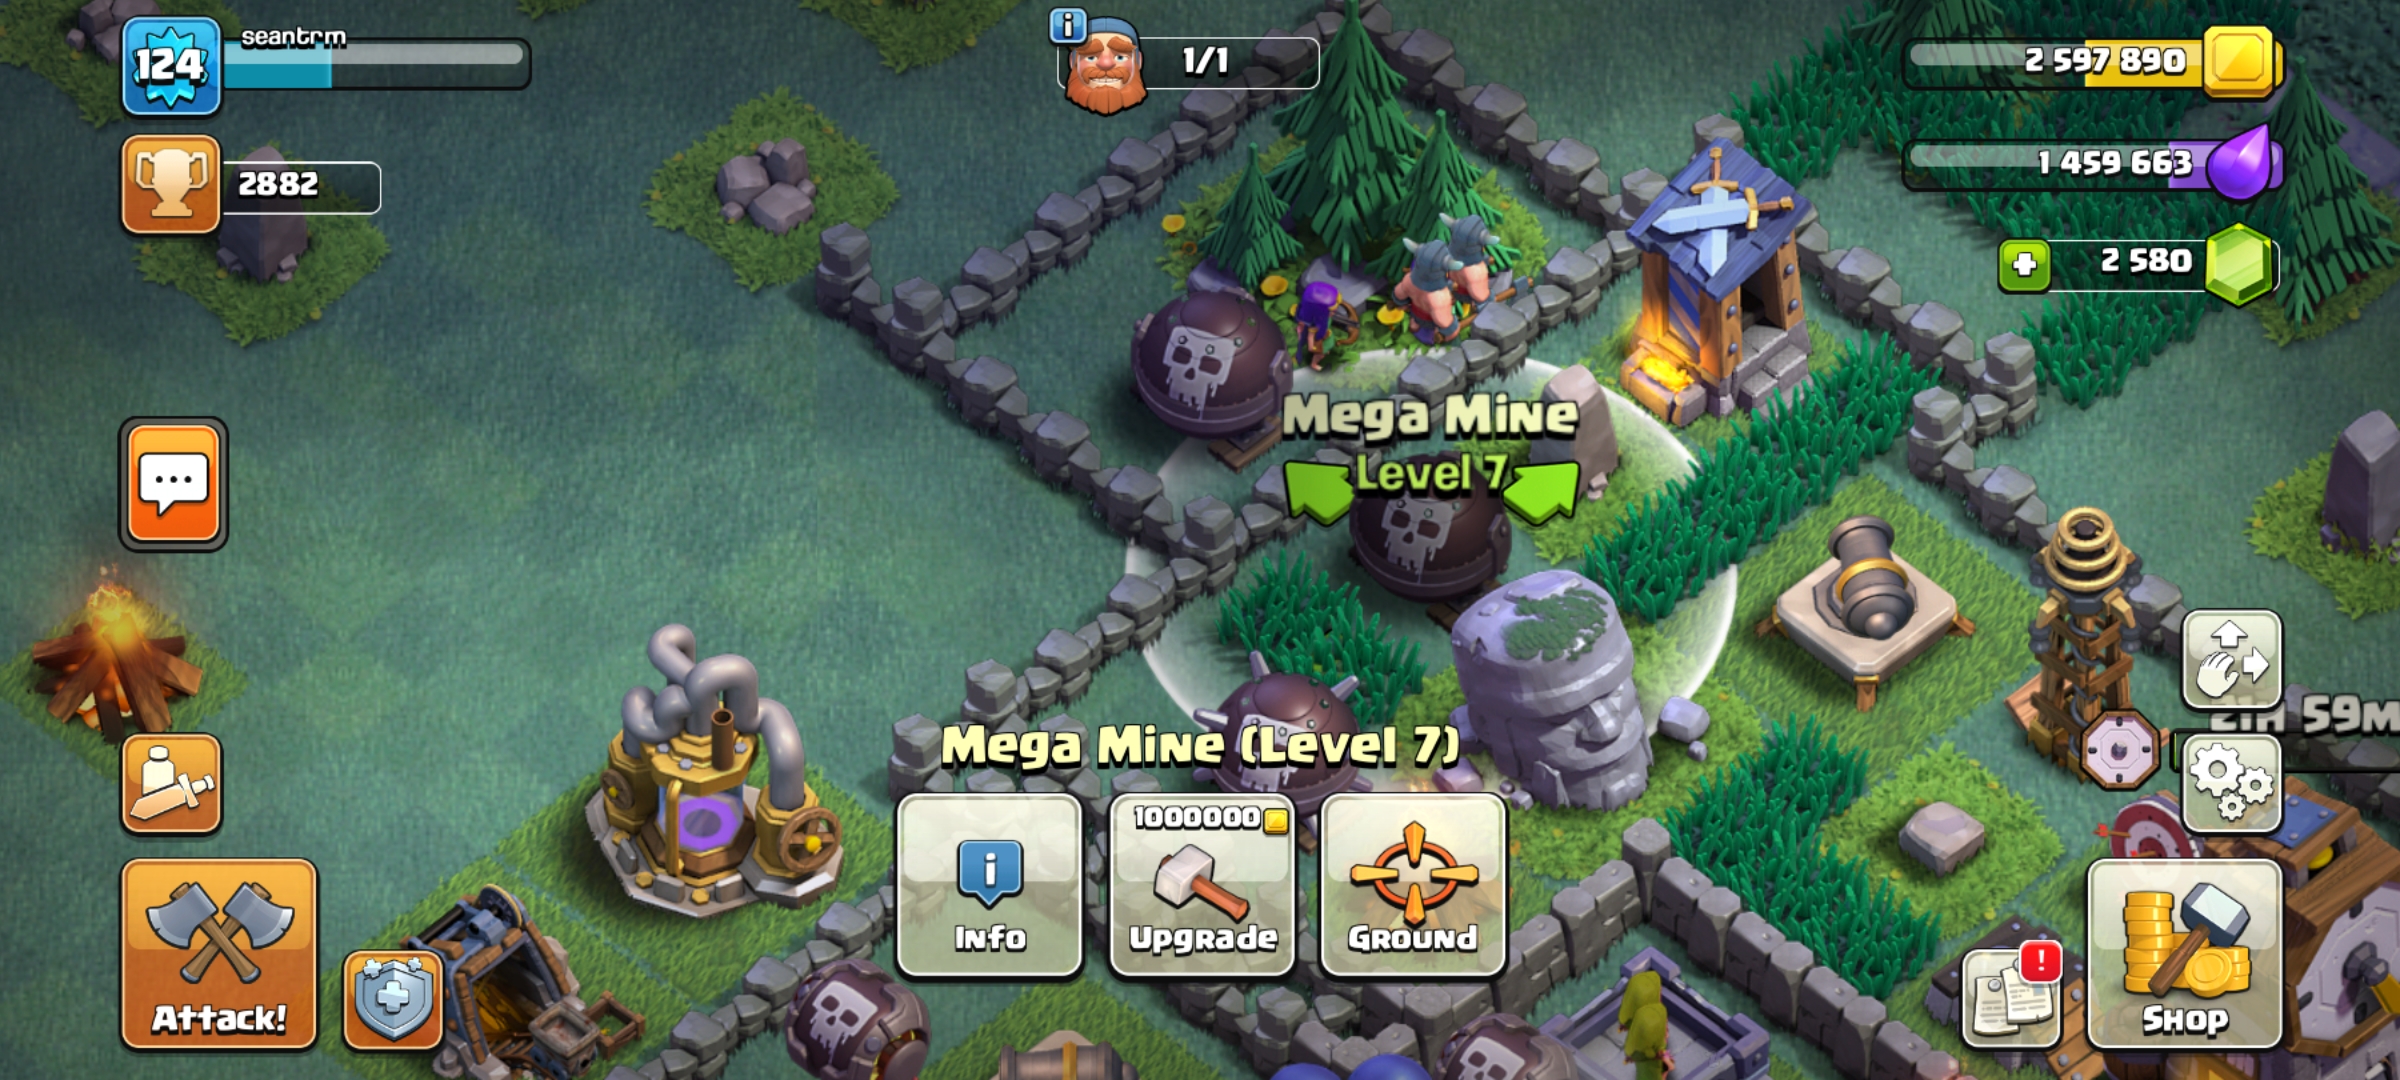 124
seantrm
1/1
2 597 890
2882
1 459 663
2 580
Mega Mine
Level 7
21H 59M
Mega Mine (Level 7)
1000000
Info
Upgrade
Ground
Attack!
!
Shop